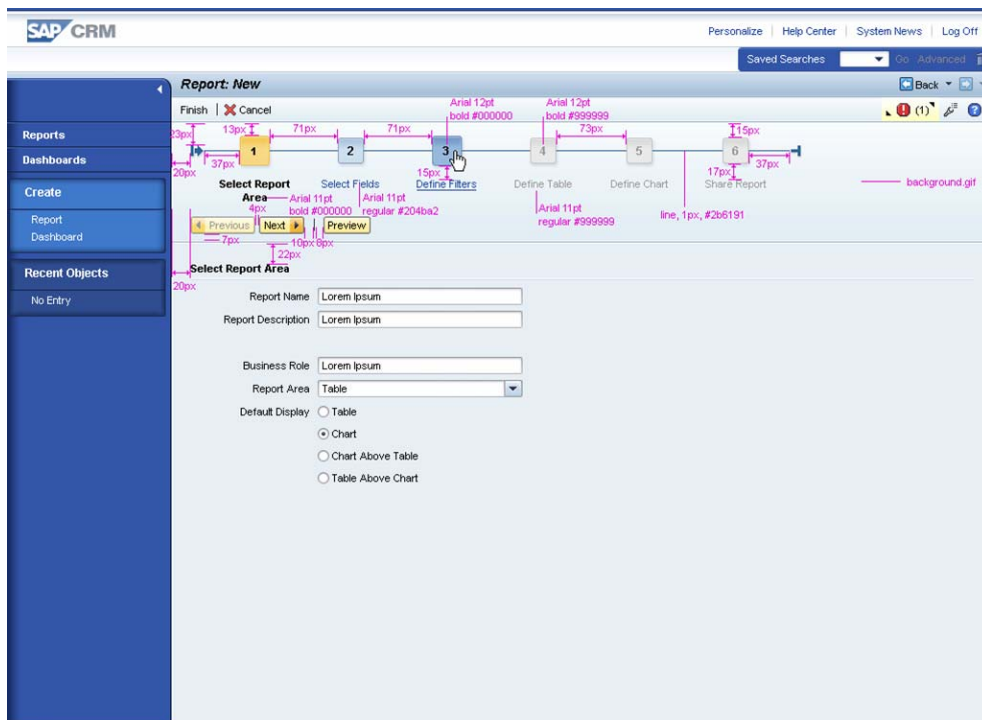 SAP CRM
Personalize | Help Center | System News | Log Off
Saved Searches Go Advanced
Report: New
Back
Finish | Cancel
(1)
Arial 12pt
bold #000000
Arial 12pt
bold #999999
23px
13px
71px
71px
73px
15px
1
2
3
4
5
6
37px
20px
15px
17px
37px
Reports
Dashboards
Create
Report
Dashboard
Recent Objects
No Entry
Select Report
Area
Select Fields
Define Filters
Define Table
Define Chart
Share Report
background.gif
Arial 11pt
bold #000000
Arial 11pt
regular #204ba2
Arial 11pt
regular #999999
line, 1px, #2b6191
4px
Previous
Next
Preview
7px
10px
8px
22px
Select Report Area
20px
Report Name Lorem Ipsum
Report Description Lorem Ipsum
Business Role Lorem Ipsum
Report Area Table
Default Display Table
Chart
Chart Above Table
Table Above Chart